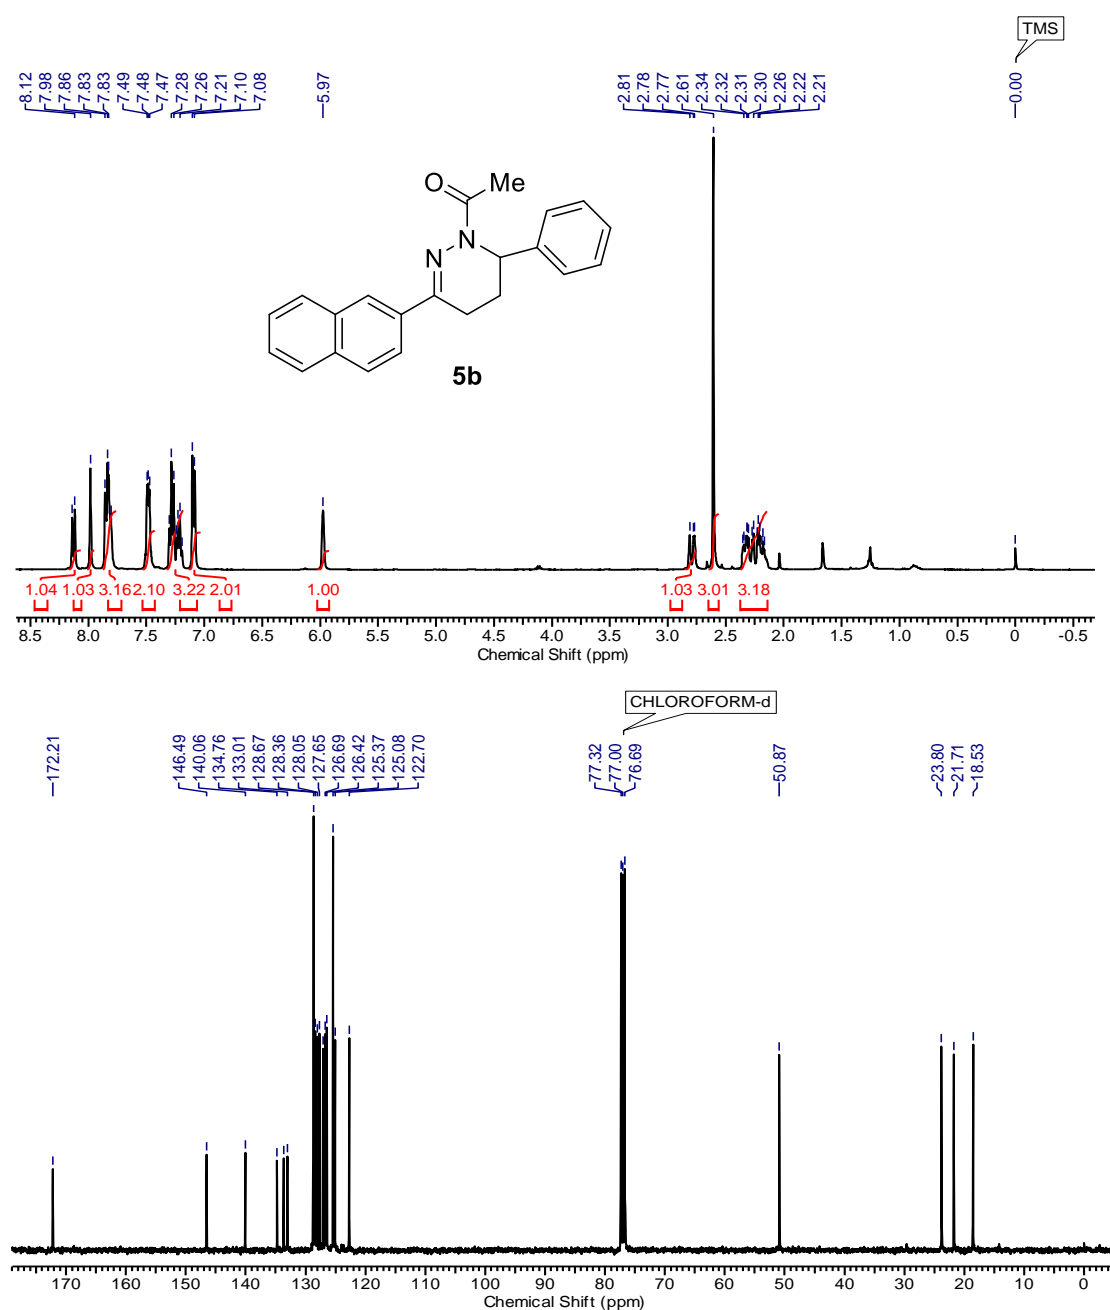 TMS
8.12 7.98 7.86 7.83 7.83 7.49 7.48 7.47 7.28 7.26 7.21 7.10 7.08 5.97 2.81 2.78 2.77 2.61 2.34 2.32 2.31 2.30 2.26 2.22 2.21 -0.00
O Me
N
N
5b
1.04 1.03 3.16 2.10 3.22 2.01 1.00 1.03 3.01 3.18
8.5 8.0 7.5 7.0 6.5 6.0 5.5 5.0 4.5 4.0 3.5 3.0 2.5 2.0 1.5 1.0 0.5 0 -0.5
Chemical Shift (ppm)
CHLOROFORM-d
172.21 146.49 140.06 134.76 133.01 128.67 128.36 128.05 127.65 126.69 126.42 125.37 125.08 122.70 77.32 77.00 76.69 50.87 23.80 21.71 18.53
170 160 150 140 130 120 110 100 90 80 70 60 50 40 30 20 10 0
Chemical Shift (ppm)